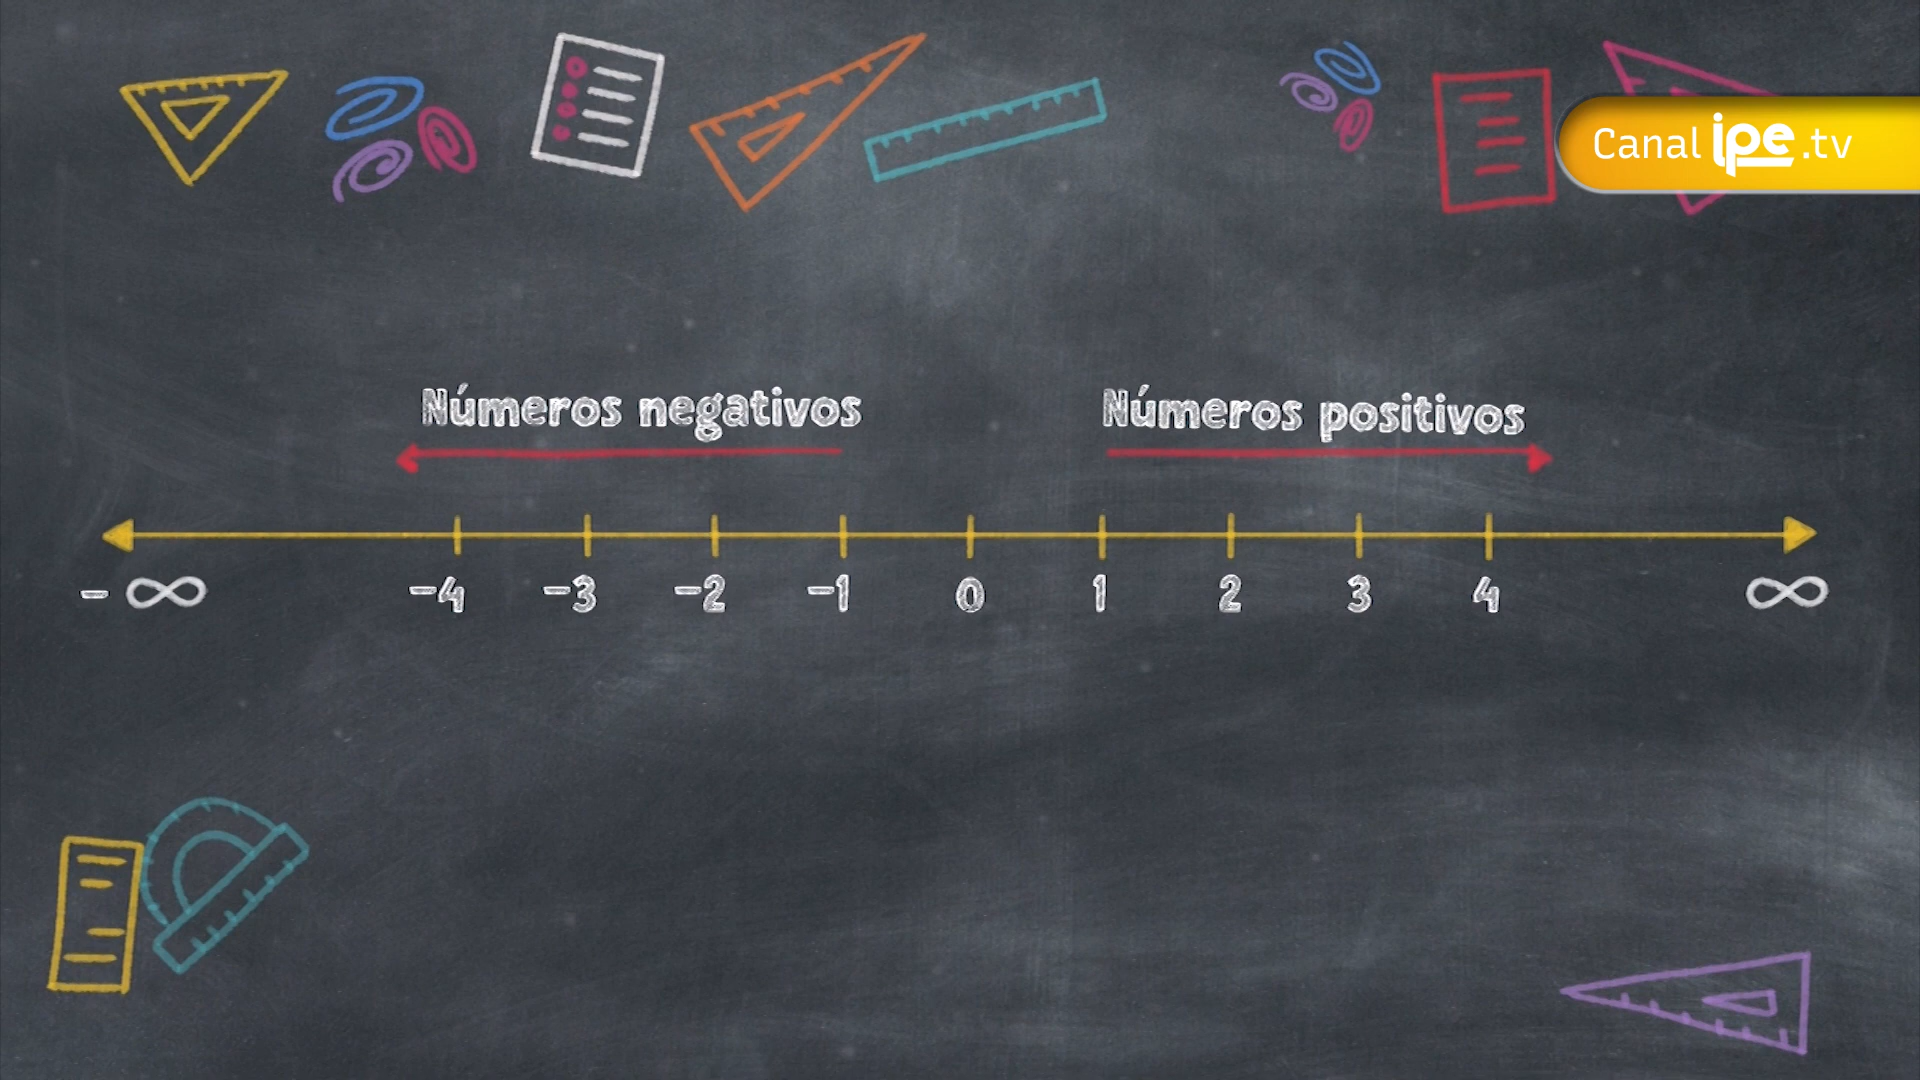 Canal ipe.tv
Números negativos
Números positivos
- ∞ -4 -3 -2 -1 0 1 2 3 4 ∞